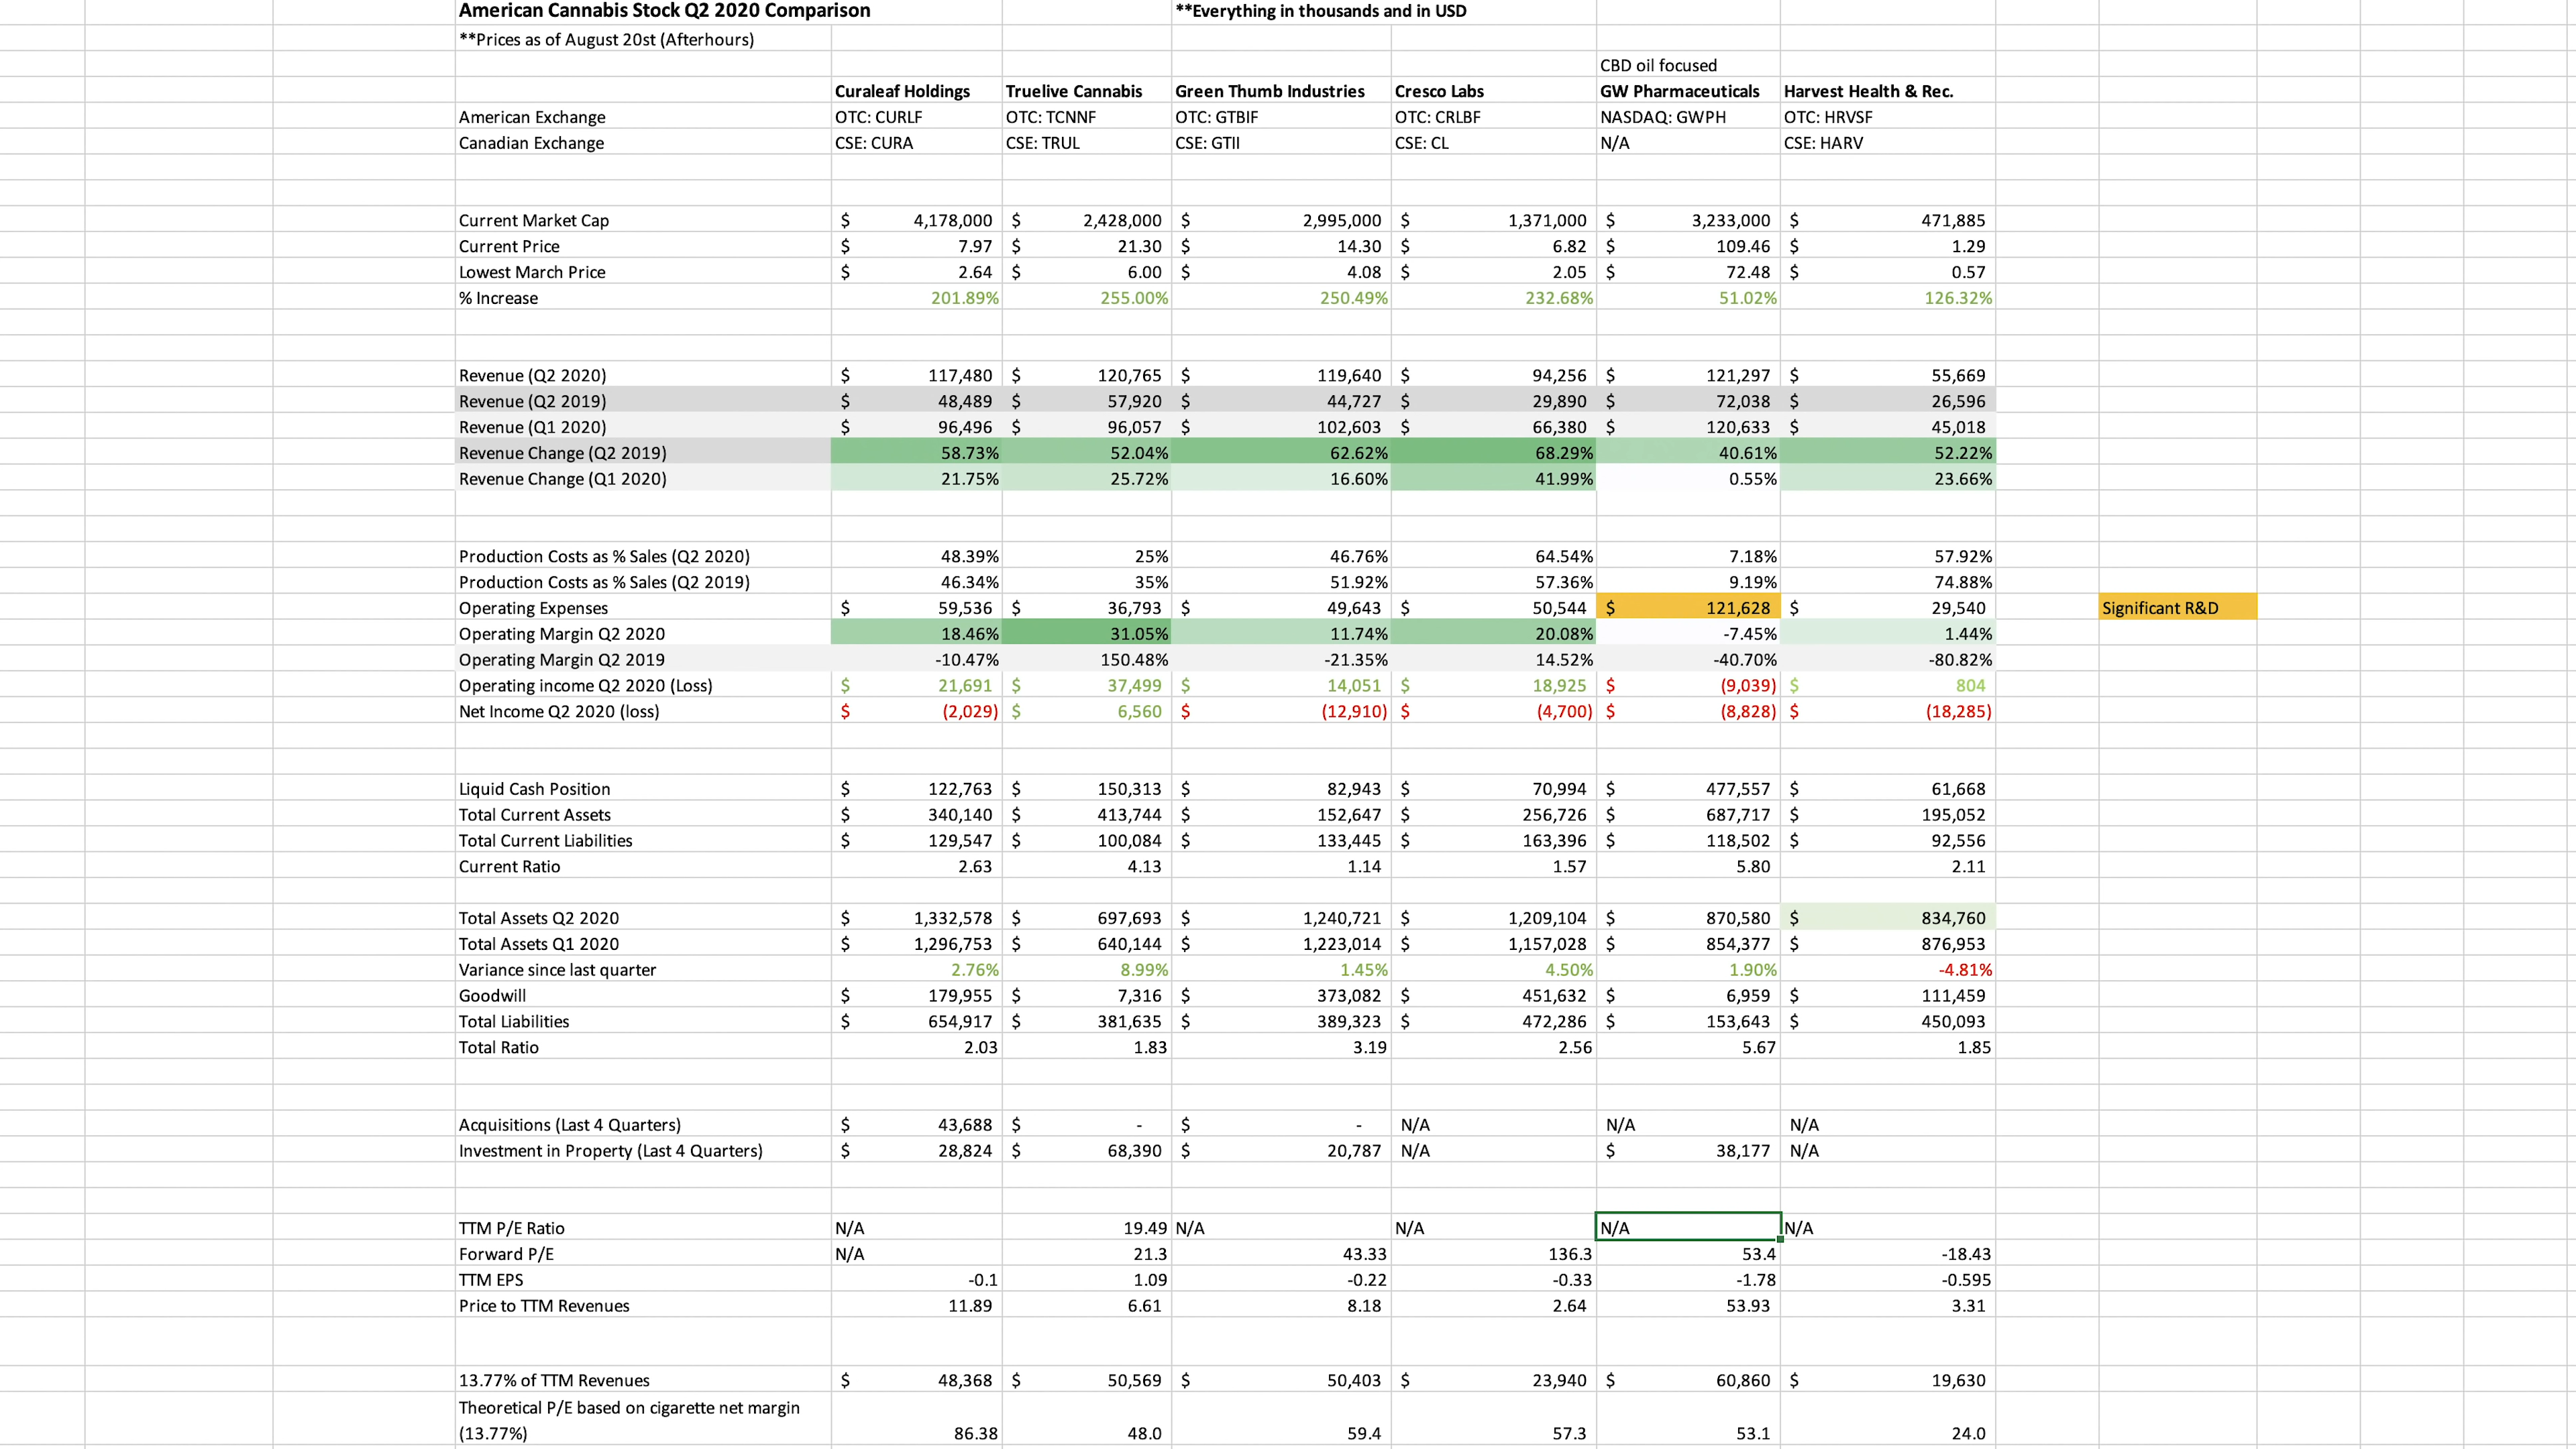 American Cannabis Stock Q2 2020 Comparison **Everything in thousands and in USD
**Prices as of August 20st (Afterhours)
CBD oil focused
Curaleaf Holdings Truelive Cannabis Green Thumb Industries Cresco Labs GW Pharmaceuticals Harvest Health & Rec.
American Exchange OTC: CURLF OTC: TCNNF OTC: GTBIF OTC: CRLBF NASDAQ: GWPH OTC: HRVSF
Canadian Exchange CSE: CURA CSE: TRUL CSE: GTII CSE: CL N/A CSE: HARV
Current Market Cap $ 4,178,000 $ 2,428,000 $ 2,995,000 $ 1,371,000 $ 3,233,000 $ 471,885
Current Price $ 7.97 $ 21.30 $ 14.30 $ 6.82 $ 109.46 $ 1.29
Lowest March Price $ 2.64 $ 6.00 $ 4.08 $ 2.05 $ 72.48 $ 0.57
% Increase 201.89% 255.00% 250.49% 232.68% 51.02% 126.32%
Revenue (Q2 2020) $ 117,480 $ 120,765 $ 119,640 $ 94,256 $ 121,297 $ 55,669
Revenue (Q2 2019) $ 48,489 $ 57,920 $ 44,727 $ 29,890 $ 72,038 $ 26,596
Revenue (Q1 2020) $ 96,496 $ 96,057 $ 102,603 $ 66,380 $ 120,633 $ 45,018
Revenue Change (Q2 2019) 58.73% 52.04% 62.62% 68.29% 40.61% 52.22%
Revenue Change (Q1 2020) 21.75% 25.72% 16.60% 41.99% 0.55% 23.66%
Production Costs as % Sales (Q2 2020) 48.39% 25% 46.76% 64.54% 7.18% 57.92%
Production Costs as % Sales (Q2 2019) 46.34% 35% 51.92% 57.36% 9.19% 74.88%
Operating Expenses $ 59,536 $ 36,793 $ 49,643 $ 50,544 $ 121,628 $ 29,540 Significant R&D
Operating Margin Q2 2020 18.46% 31.05% 11.74% 20.08% -7.45% 1.44%
Operating Margin Q2 2019 -10.47% 150.48% -21.35% 14.52% -40.70% -80.82%
Operating income Q2 2020 (Loss) $ 21,691 $ 37,499 $ 14,051 $ 18,925 $ (9,039) $ 804
Net Income Q2 2020 (loss) $ (2,029) $ 6,560 $ (12,910) $ (4,700) $ (8,828) $ (18,285)
Liquid Cash Position $ 122,763 $ 150,313 $ 82,943 $ 70,994 $ 477,557 $ 61,668
Total Current Assets $ 340,140 $ 413,744 $ 152,647 $ 256,726 $ 687,717 $ 195,052
Total Current Liabilities $ 129,547 $ 100,084 $ 133,445 $ 163,396 $ 118,502 $ 92,556
Current Ratio 2.63 4.13 1.14 1.57 5.80 2.11
Total Assets Q2 2020 $ 1,332,578 $ 697,693 $ 1,240,721 $ 1,209,104 $ 870,580 $ 834,760
Total Assets Q1 2020 $ 1,296,753 $ 640,144 $ 1,223,014 $ 1,157,028 $ 854,377 $ 876,953
Variance since last quarter 2.76% 8.99% 1.45% 4.50% 1.90% -4.81%
Goodwill $ 179,955 $ 7,316 $ 373,082 $ 451,632 $ 6,959 $ 111,459
Total Liabilities $ 654,917 $ 381,635 $ 389,323 $ 472,286 $ 153,643 $ 450,093
Total Ratio 2.03 1.83 3.19 2.56 5.67 1.85
Acquisitions (Last 4 Quarters) $ 43,688 $ - $ - N/A N/A N/A
Investment in Property (Last 4 Quarters) $ 28,824 $ 68,390 $ 20,787 N/A $ 38,177 N/A
TTM P/E Ratio N/A 19.49 N/A N/A N/A N/A
Forward P/E N/A 21.3 43.33 136.3 53.4 -18.43
TTM EPS -0.1 1.09 -0.22 -0.33 -1.78 -0.595
Price to TTM Revenues 11.89 6.61 8.18 2.64 53.93 3.31
13.77% of TTM Revenues $ 48,368 $ 50,569 $ 50,403 $ 23,940 $ 60,860 $ 19,630
Theoretical P/E based on cigarette net margin
(13.77%) 86.38 48.0 59.4 57.3 53.1 24.0